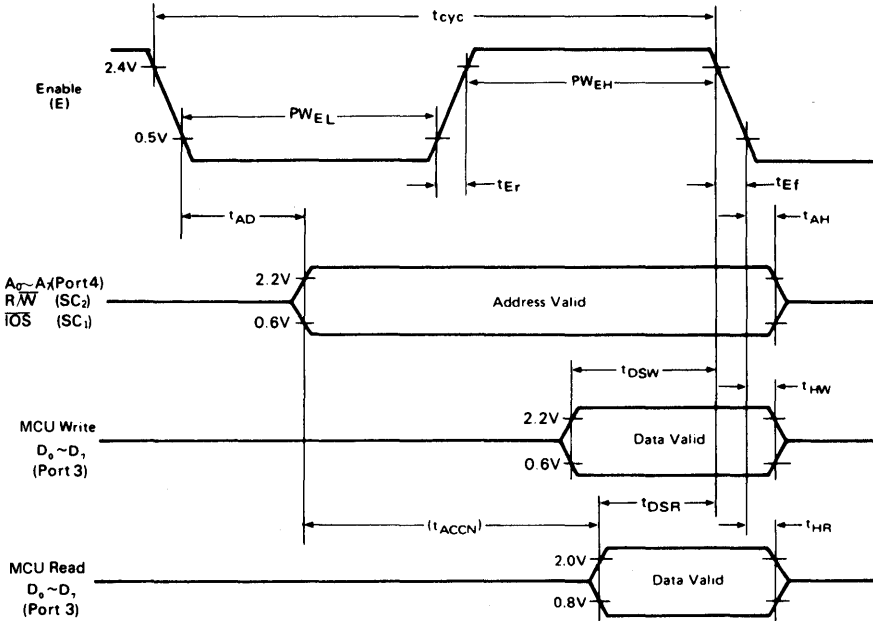 tcyc
2.4V
Enable
(E)
PWEH
PWEL
0.5V
tEr
tEf
tAD
tAH
A0~A7(Port4)
R/W̅ (SC2)
I̅O̅S̅ (SC1)
2.2V
Address Valid
0.6V
tDSW
tHW
MCU Write
D0~D7
(Port 3)
2.2V
Data Valid
0.6V
tDSR
(tACCN)
tHR
MCU Read
D0~D7
(Port 3)
2.0V
Data Valid
0.8V